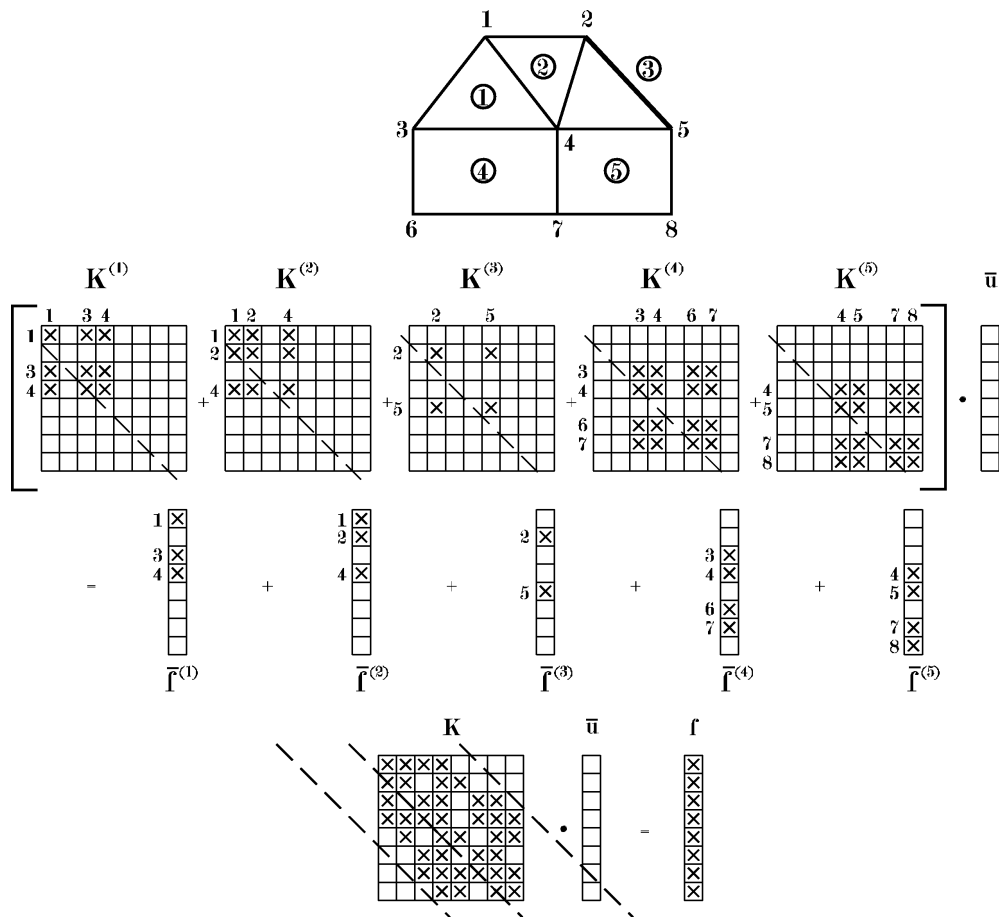 1 2
② ③
①
3 4 5
④ ⑤
6 7 8
K⁽¹⁾ K⁽²⁾ K⁽³⁾ K⁽⁴⁾ K⁽⁵⁾ ū
1 3 4 1 2 4 2 5 3 4 6 7 4 5 7 8
1 1
2 2
3 3
4 4 4 4
+ + + + •
5 5
6
7 7
8
1 1
2 2
3 3
4 4 4 4
= + + + +
5 5
6
7 7
8
f̄⁽¹⁾ f̄⁽²⁾ f̄⁽³⁾ f̄⁽⁴⁾ f̄⁽⁵⁾
K ū f
• =